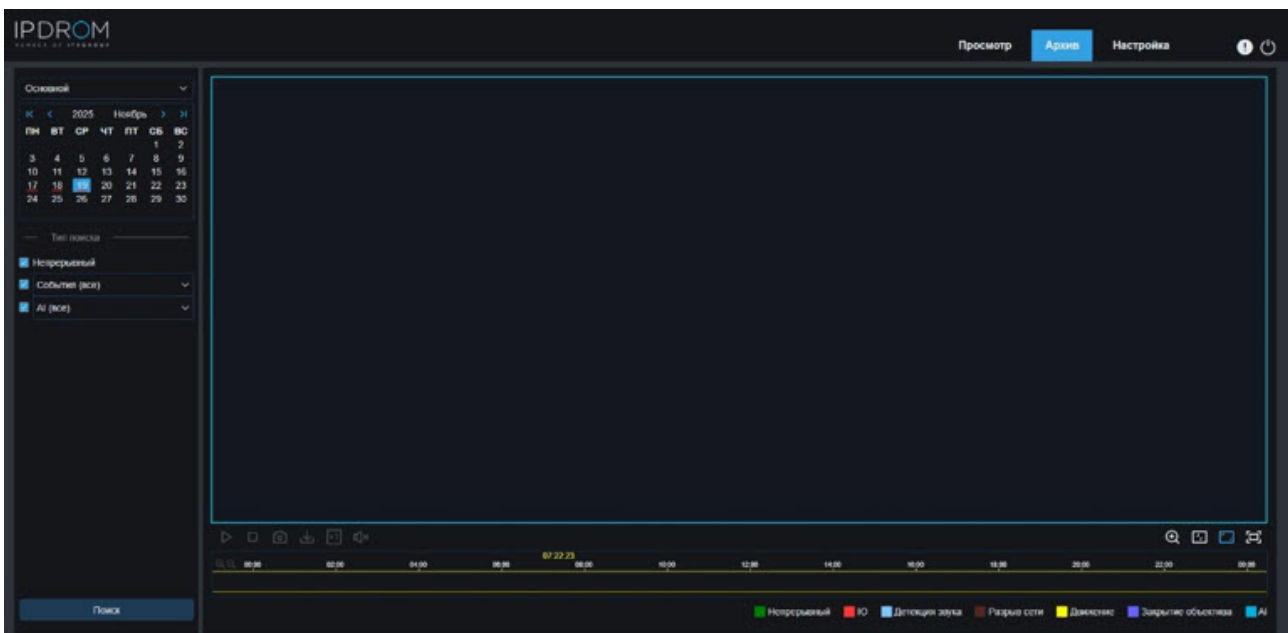 IPDROM
Просмотр Архив Настройка
Основной
2025 Ноябрь
ПН ВТ СР ЧТ ПТ СБ ВС
1 2
3 4 5 6 7 8 9
10 11 12 13 14 15 16
17 18 19 20 21 22 23
24 25 26 27 28 29 30
Тип поиска
Непрерывный
События (все)
AI (все)
Поиск
07:22:23
00:00 02:00 04:00 06:00 08:00 10:00 12:00 14:00 16:00 18:00 20:00 22:00 00:00
Непрерывный IO Детекция звука Разрыв сети Движение Закрытие объектива AI